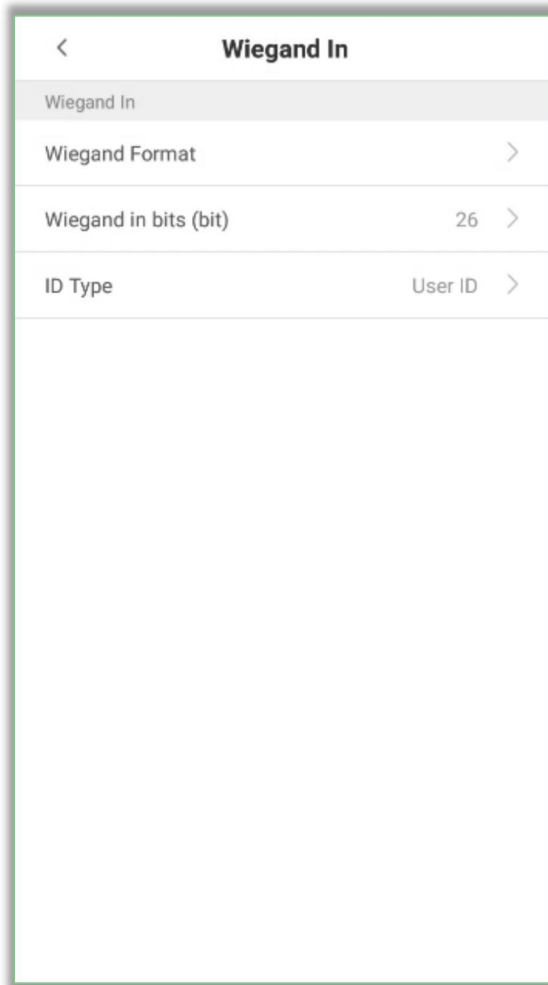 Wiegand In
Wiegand In
Wiegand Format
Wiegand in bits (bit) 26
ID Type User ID